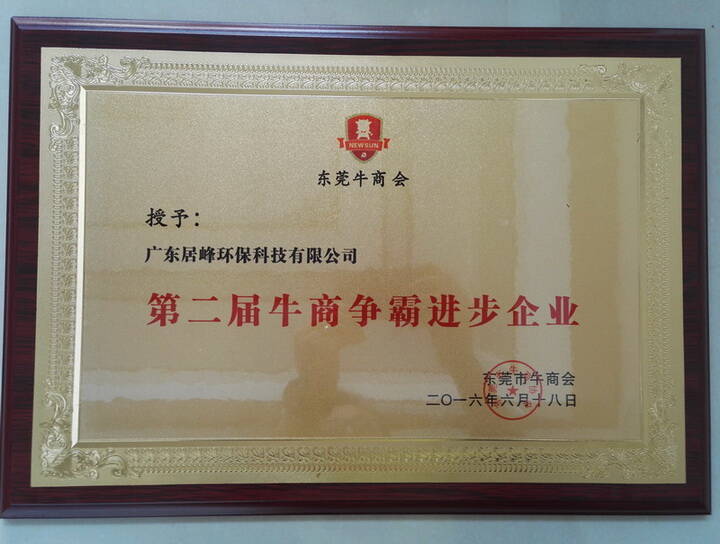 NEWSUN
东莞牛商会
授予：
广东居峰环保科技有限公司
第二届牛商争霸进步企业
东莞市牛商会
二〇一六年六月十八日